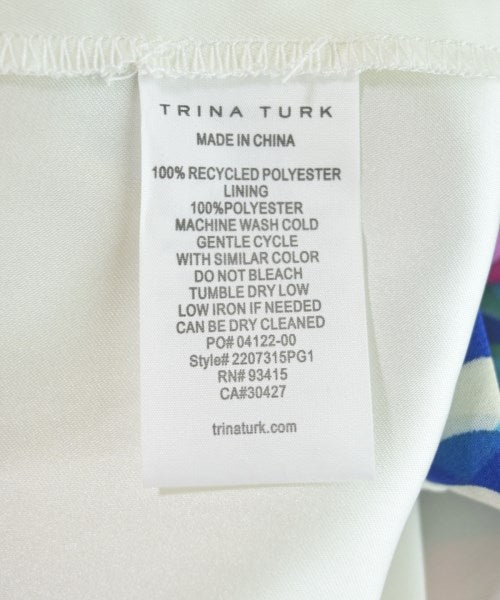 TRINA TURK
MADE IN CHINA
100% RECYCLED POLYESTER
LINING
100%POLYESTER
MACHINE WASH COLD
GENTLE CYCLE
WITH SIMILAR COLOR
DO NOT BLEACH
TUMBLE DRY LOW
LOW IRON IF NEEDED
CAN BE DRY CLEANED
PO# 04122-00
Style# 2207315PG1
RN# 93415
CA#30427
trinaturk.com